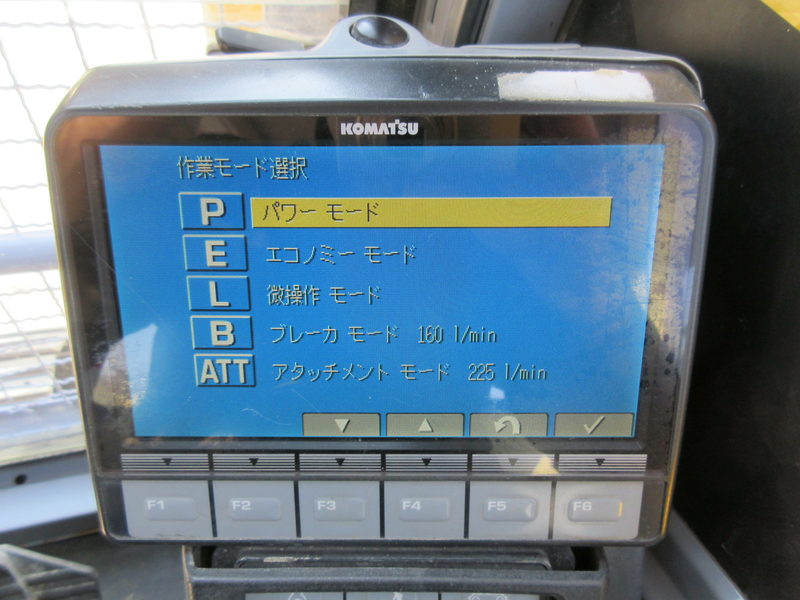 KOMATSU
作業モード選択
P パワー モード
E エコノミー モード
L 微操作 モード
B ブレーカ モード 160 l/min
ATT アタッチメント モード 225 l/min
F1 F2 F3 F4 F5 F6